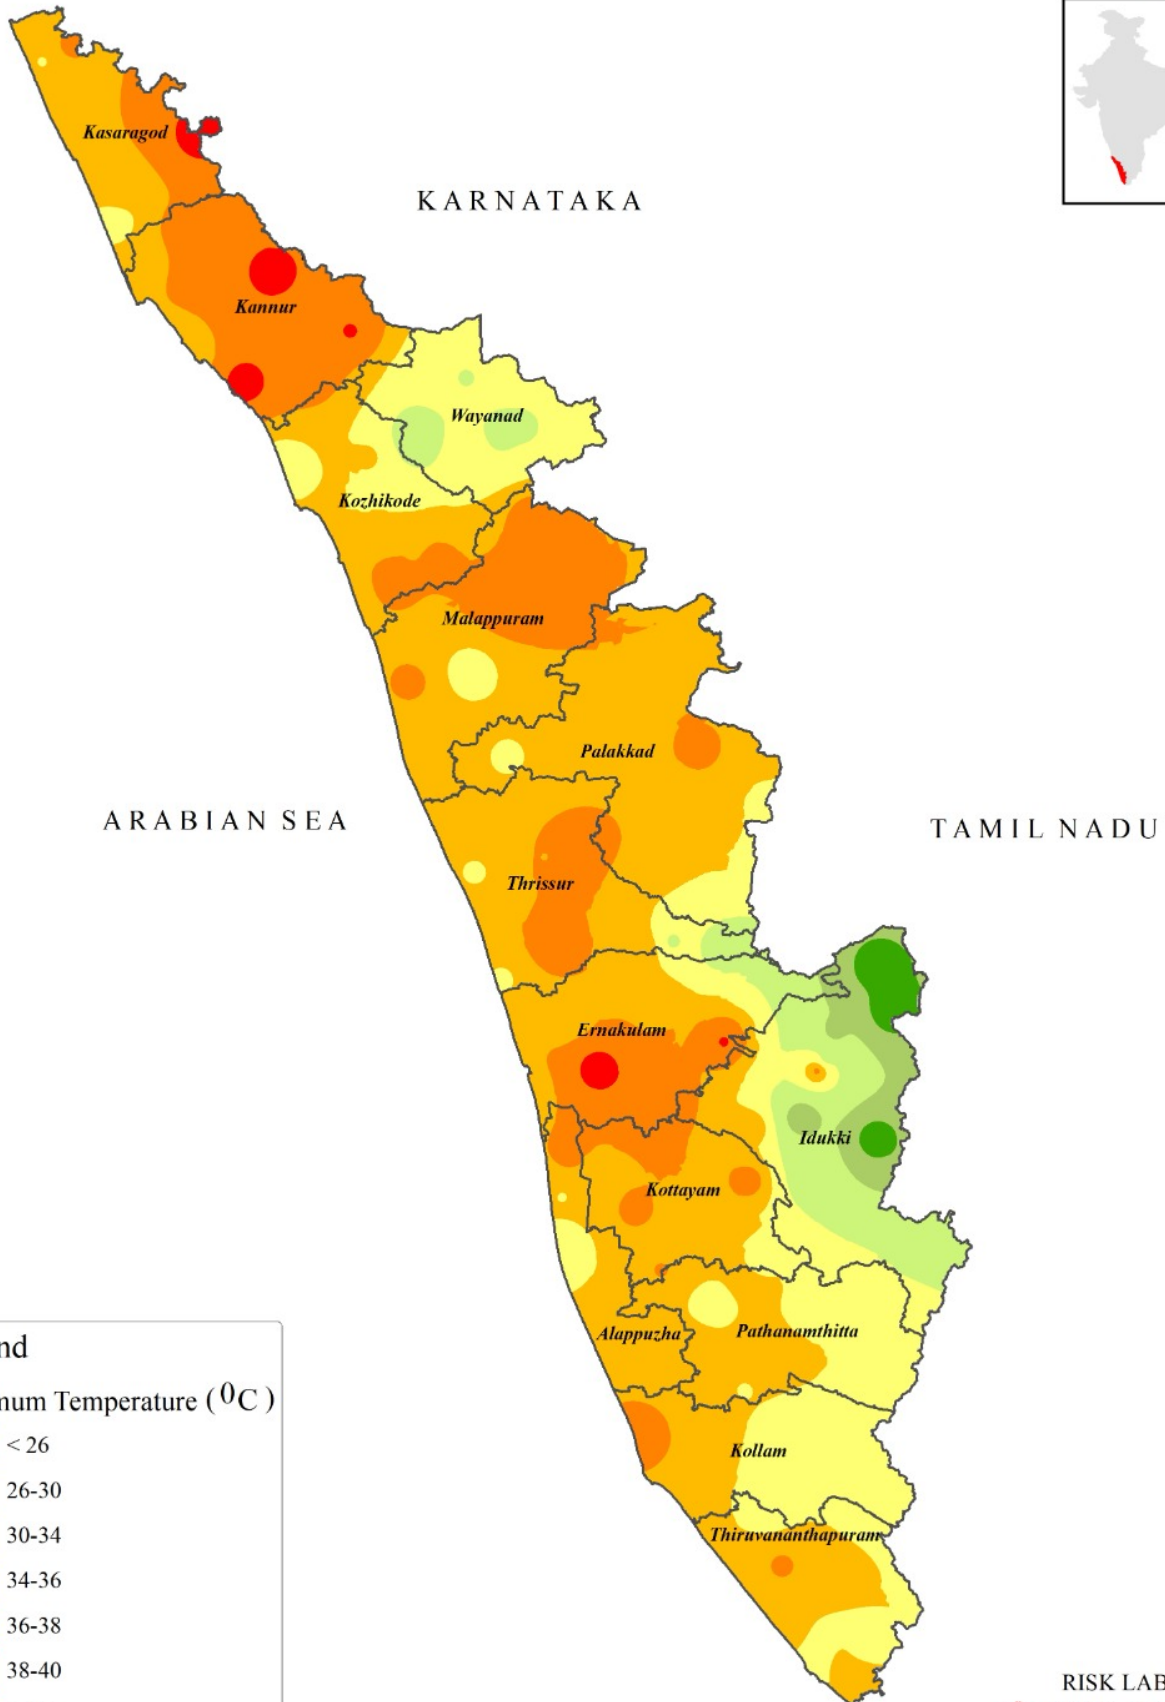 KARNATAKA
Kasaragod
Kannur
Wayanad
Kozhikode
Malappuram
Palakkad
ARABIAN SEA
TAMIL NADU
Thrissur
Ernakulam
Idukki
Kottayam
Alappuzha
Pathanamthitta
Kollam
Thiruvananthapuram
nd
num Temperature (⁰C)
< 26
26-30
30-34
34-36
36-38
38-40
RISK LAB